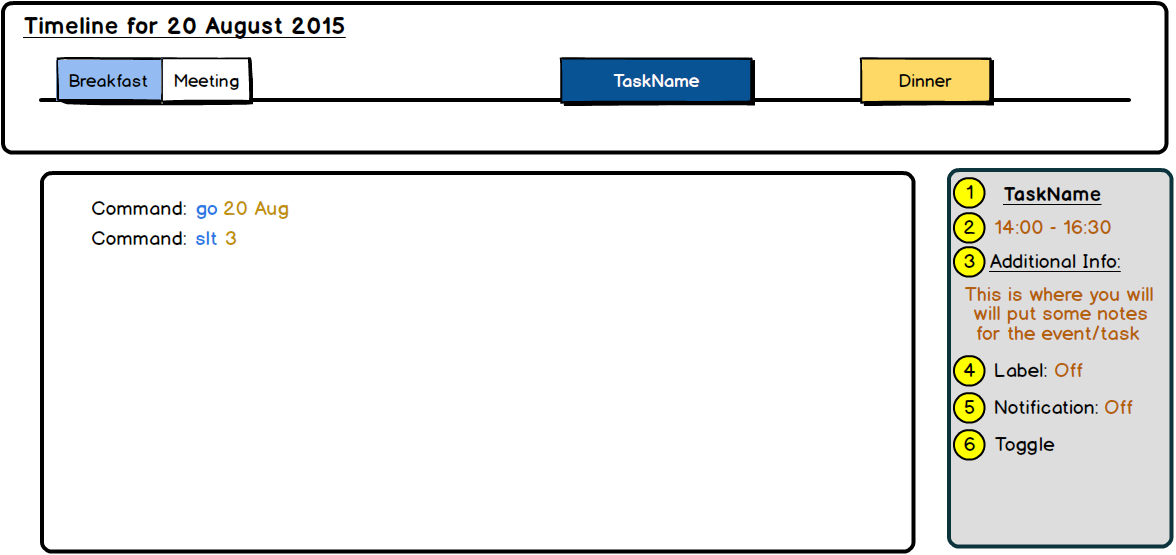 Timeline for 20 August 2015
Breakfast Meeting TaskName Dinner
Command: go 20 Aug
Command: slt 3
1 TaskName
2 14:00 - 16:30
3 Additional Info:
This is where you will
will put some notes
for the event/task
4 Label: Off
5 Notification: Off
6 Toggle